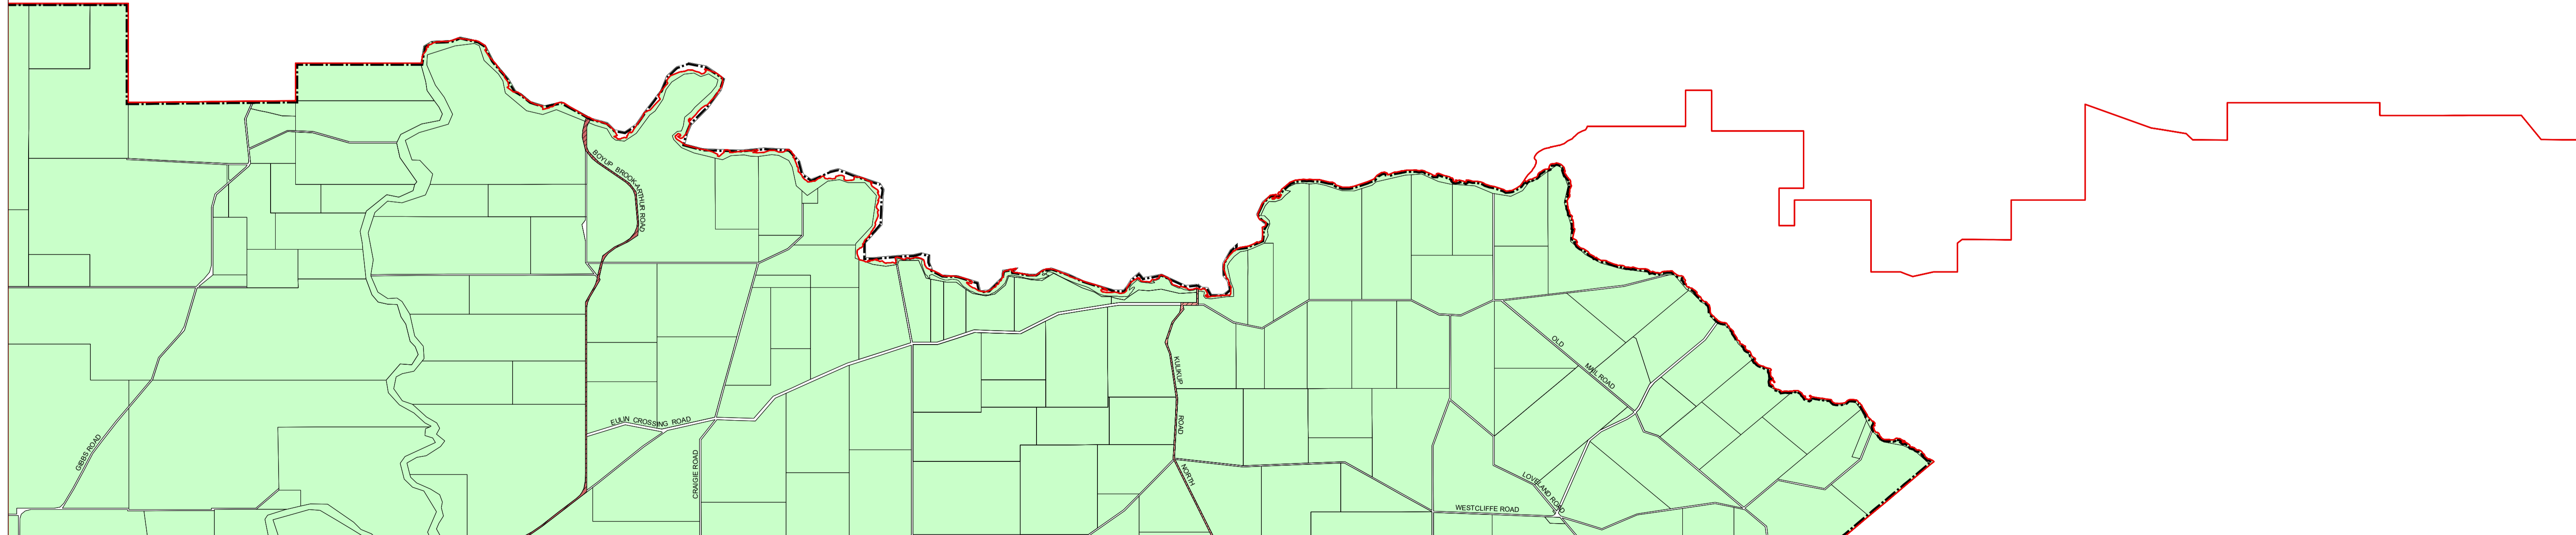 BOYUP BROOK-ARTHUR ROAD
GIBBS ROAD
EULIN CROSSING ROAD
CRAIGIE ROAD
KULIKUP ROAD NORTH
OLD MAIL ROAD
LOVELAND ROAD
WESTCLIFFE ROAD